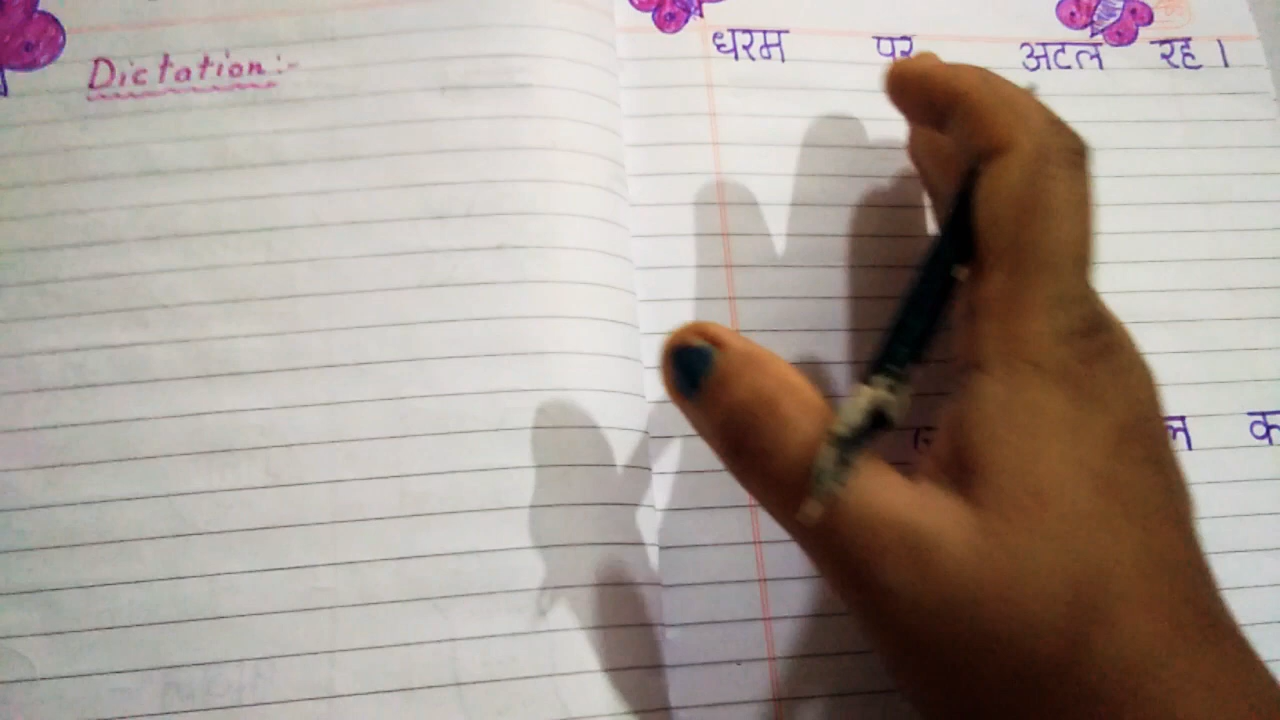 Dictation:-
धरम पर अटल रह ।